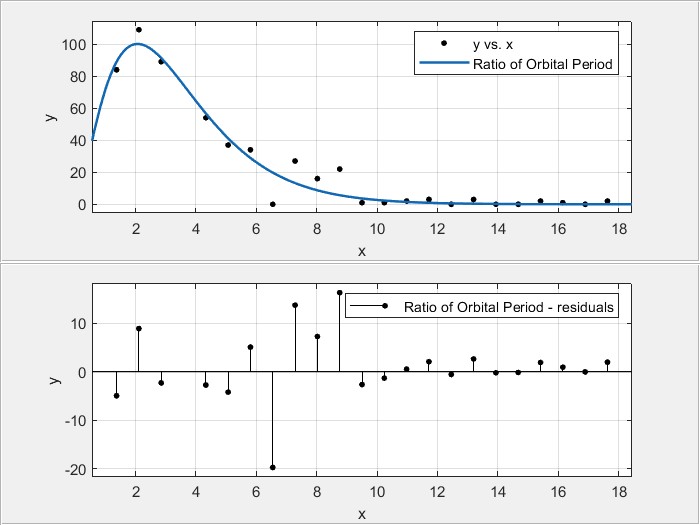 y vs. x
Ratio of Orbital Period
100
80
60
40
20
0
y
2 4 6 8 10 12 14 16 18
x
Ratio of Orbital Period - residuals
10
0
-10
-20
y
2 4 6 8 10 12 14 16 18
x